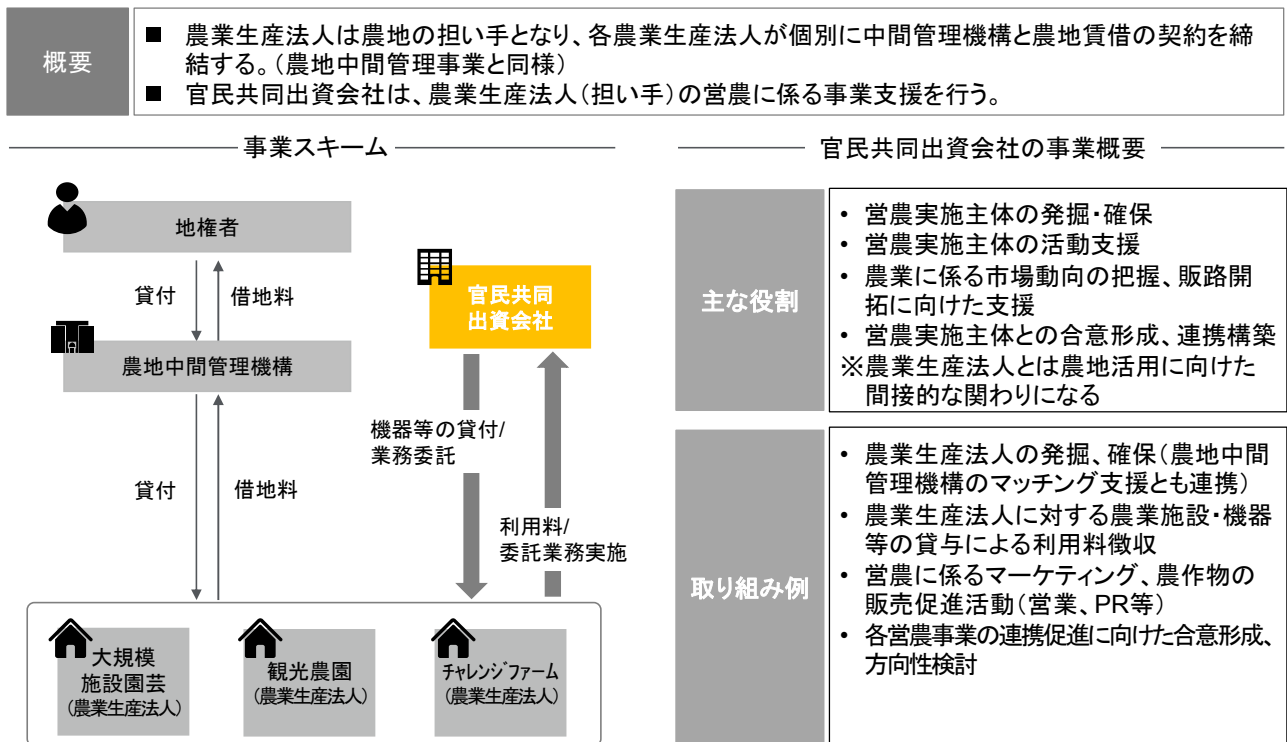 概要
■ 農業生産法人は農地の担い手となり、各農業生産法人が個別に中間管理機構と農地賃借の契約を締
結する。（農地中間管理事業と同様）
■ 官民共同出資会社は、農業生産法人（担い手）の営農に係る事業支援を行う。
事業スキーム
地権者
貸付
借地料
農地中間管理機構
貸付
借地料
官民共同
出資会社
機器等の貸付/
業務委託
利用料/
委託業務実施
大規模
施設園芸
（農業生産法人）
観光農園
（農業生産法人）
ﾁｬﾚﾝｼﾞﾌｧｰﾑ
（農業生産法人）
官民共同出資会社の事業概要
主な役割
• 営農実施主体の発掘・確保
• 営農実施主体の活動支援
• 農業に係る市場動向の把握、販路開
拓に向けた支援
• 営農実施主体との合意形成、連携構築
※農業生産法人とは農地活用に向けた
間接的な関わりになる
取り組み例
• 農業生産法人の発掘、確保（農地中間
管理機構のマッチング支援とも連携）
• 農業生産法人に対する農業施設・機器
等の貸与による利用料徴収
• 営農に係るマーケティング、農作物の
販売促進活動（営業、PR等）
• 各営農事業の連携促進に向けた合意形成、
方向性検討